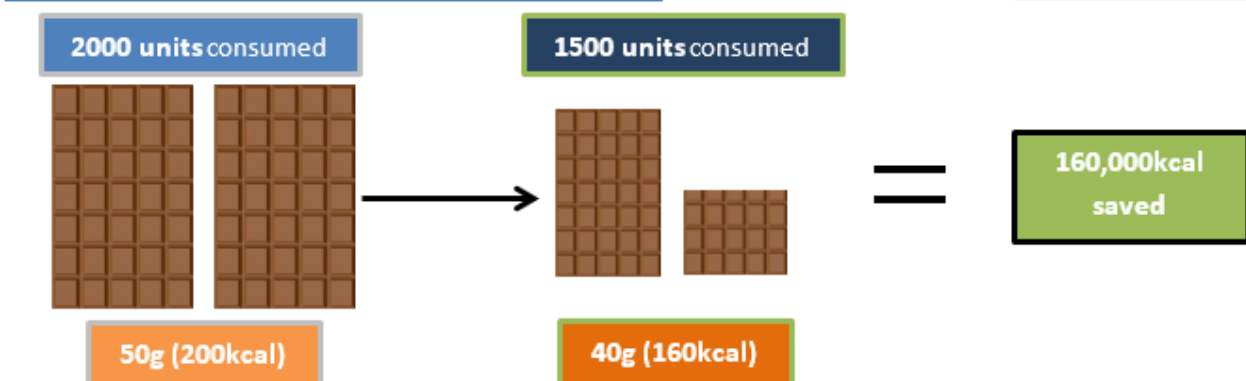 2000 units consumed
1500 units consumed
160,000kcal
saved
50g (200kcal)
40g (160kcal)